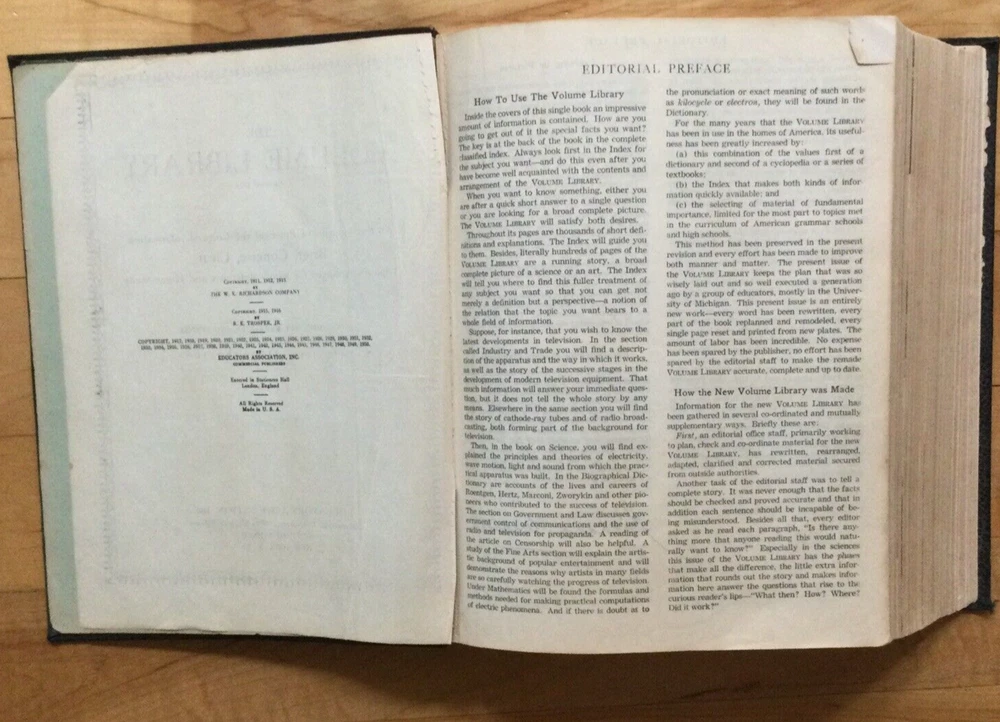 COPYRIGHT, 1911, 1912, 1914
BY
THE W. E. RICHARDSON COMPANY
COPYRIGHT, 1915, 1916
BY
R. E. TROSPER, JR.
BY
EDUCATORS ASSOCIATION, INC
COMMERCIAL PUBLISHERS
Entered in Stationers Hall
London, England
All Rights Reserved
Made in U. S. A.
EDITORIAL PREFACE
How To Use The Volume Library
Inside the covers of this single book an impressive
amount of information is contained. How are you
going to get out of it the special facts you want?
The key is at the back of the book in the complete
classified index. Always look first in the Index for
the subject you want—and do this even after you
have become well acquainted with the contents and
arrangement of the VOLUME LIBRARY.
When you want to know something, either you
are after a quick short answer to a single question
or you are looking for a broad complete picture.
The VOLUME LIBRARY will satisfy both desires.
Throughout its pages are thousands of short defi-
nitions and explanations. The Index will guide you
to them. Besides, literally hundreds of pages of the
VOLUME LIBRARY are a running story, a broad
complete picture of a science or an art. The Index
will tell you where to find this fuller treatment of
any subject you want so that you can get not
merely a definition but a perspective—a notion of
the relation that the topic you want bears to a
whole field of information.
Suppose, for instance, that you wish to know the
latest developments in television. In the section
called Industry and Trade you will find a descrip-
tion of the apparatus and the way in which it works,
as well as the story of the successive stages in the
development of modern television equipment. That
much information will answer your immediate ques-
tion, but it does not tell the whole story by any
means. Elsewhere in the same section you will find
the story of cathode-ray tubes and of radio broad-
casting, both forming part of the background for
television.
Then, in the book on Science, you will find ex-
plained the principles and theories of electricity,
wave motion, light and sound from which the prac-
tical apparatus was built. In the Biographical Dic-
tionary are accounts of the lives and careers of
Roentgen, Hertz, Marconi, Zworykin and other pio-
neers who contributed to the success of television.
The section on Government and Law discusses gov-
ernment control of communications and the use of
radio and television for propaganda. A reading of
the article on Censorship will also be helpful. A
study of the Fine Arts section will explain the artis-
tic background of popular entertainment and will
demonstrate the reasons why artists in many fields
are so carefully watching the progress of television.
Under Mathematics will be found the formulas and
methods needed for making practical computations
of electric phenomena. And if there is doubt as to
the pronunciation or exact meaning of such words
as kilocycle or electron, they will be found in the
Dictionary.
For the many years that the VOLUME LIBRARY
has been in use in the homes of America, its useful-
ness has been greatly increased by:
(a) this combination of the values first of a
dictionary and second of a cyclopedia or a series of
textbooks;
(b) the Index that makes both kinds of infor-
mation quickly available; and
(c) the selecting of material of fundamental
importance, limited for the most part to topics met
in the curriculum of American grammar schools
and high schools.
This method has been preserved in the present
revision and every effort has been made to improve
both manner and matter. The present issue of
the VOLUME LIBRARY keeps the plan that was so
wisely laid out and so well executed a generation
ago by a group of educators, mostly in the Univer-
sity of Michigan. This present issue is an entirely
new work—every word has been rewritten, every
part of the book replanned and remodeled, every
single page reset and printed from new plates. The
amount of labor has been incredible. No expense
has been spared by the publisher, no effort has been
spared by the editorial staff to make the remade
VOLUME LIBRARY accurate, complete and up to date.
How the New Volume Library was Made
Information for the new VOLUME LIBRARY has
been gathered in several co-ordinated and mutually
supplementary ways. Briefly these are:
First, an editorial office staff, primarily working
to plan, check and co-ordinate material for the new
VOLUME LIBRARY, has rewritten, rearranged,
adapted, clarified and corrected material secured
from outside authorities.
Another task of the editorial staff was to tell a
complete story. It was never enough that the facts
should be checked and proved accurate and that in
addition each sentence should be incapable of be-
ing misunderstood. Besides all that, every editor
asked as he read each paragraph, "Is there any-
thing more that anyone reading this would natu-
rally want to know?" Especially in the sciences
this issue of the VOLUME LIBRARY has the phases
that make all the difference, the little extra infor-
mation that rounds out the story and makes infor-
mation here answer the questions that rise to the
curious reader's lips—"What then? How? Where?
Did it work?"